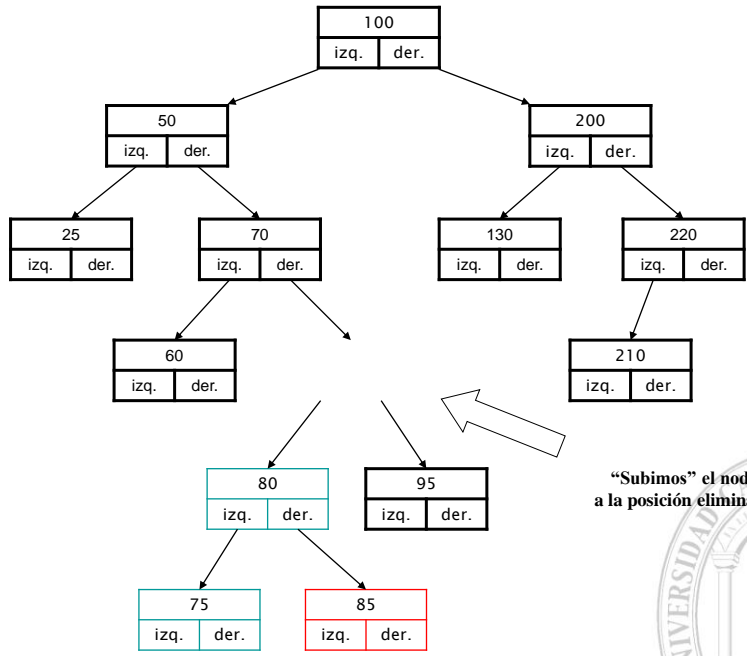 100
izq. der.
50
izq. der.
200
izq. der.
25
izq. der.
70
izq. der.
130
izq. der.
220
izq. der.
60
izq. der.
210
izq. der.
80
izq. der.
95
izq. der.
“Subimos” el nod
a la posición elimina
75
izq. der.
85
izq. der.